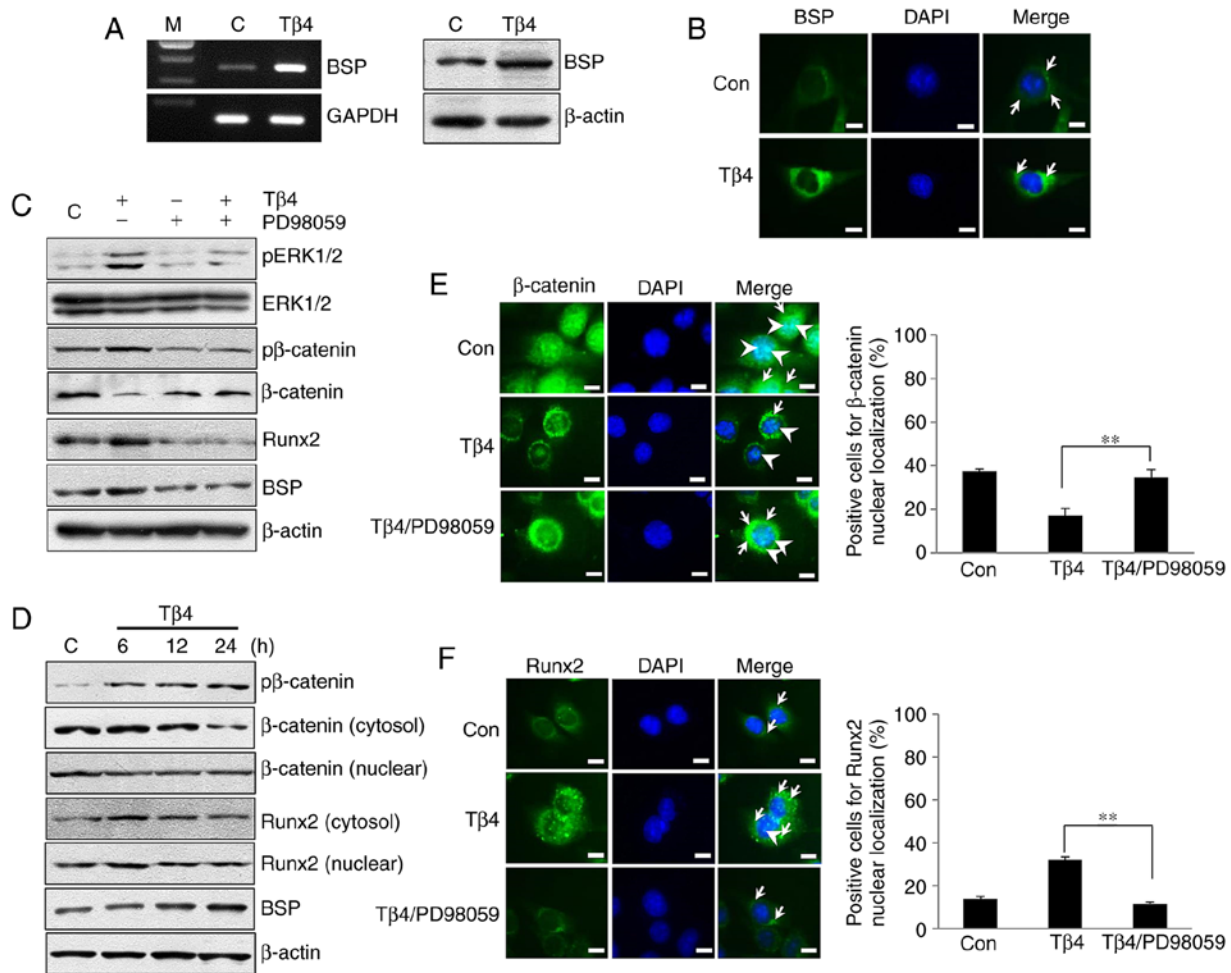 A
M C Tβ4
BSP
GAPDH
C Tβ4
BSP
β-actin
B
BSP DAPI Merge
Con
Tβ4
C
C + − + Tβ4
− + + PD98059
pERK1/2
ERK1/2
pβ-catenin
β-catenin
Runx2
BSP
β-actin
D
Tβ4
C 6 12 24 (h)
pβ-catenin
β-catenin (cytosol)
β-catenin (nuclear)
Runx2 (cytosol)
Runx2 (nuclear)
BSP
β-actin
E
β-catenin DAPI Merge
Con
Tβ4
Tβ4/PD98059
Positive cells for β-catenin
nuclear localization (%)
100
80
60
40
20
0
**
Con Tβ4 Tβ4/PD98059
F
Runx2 DAPI Merge
Con
Tβ4
Tβ4/PD98059
Positive cells for Runx2
nuclear localization (%)
100
80
60
40
20
0
**
Con Tβ4 Tβ4/PD98059